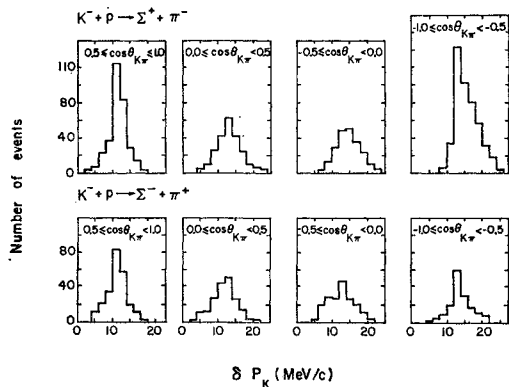 K⁻ + p → Σ⁺ + π⁻
0,5 ≤ cosθKπ ≤ 1.0
0.0 ≤ cosθKπ < 0,5
-0,5 ≤ cosθKπ < 0,0
-1,0 ≤ cosθKπ < -0,5
110
80
40
0
Number of events
K⁻ + p → Σ⁻ + π⁺
0,5 ≤ cosθKπ < 1.0
0,0 ≤ cosθKπ < 0,5
-0,5 ≤ cosθKπ < 0,0
-1,0 ≤ cosθKπ < -0,5
80
40
0
0 10 20 0 10 20 0 10 20 0 10 20
δ PK (MeV/c)